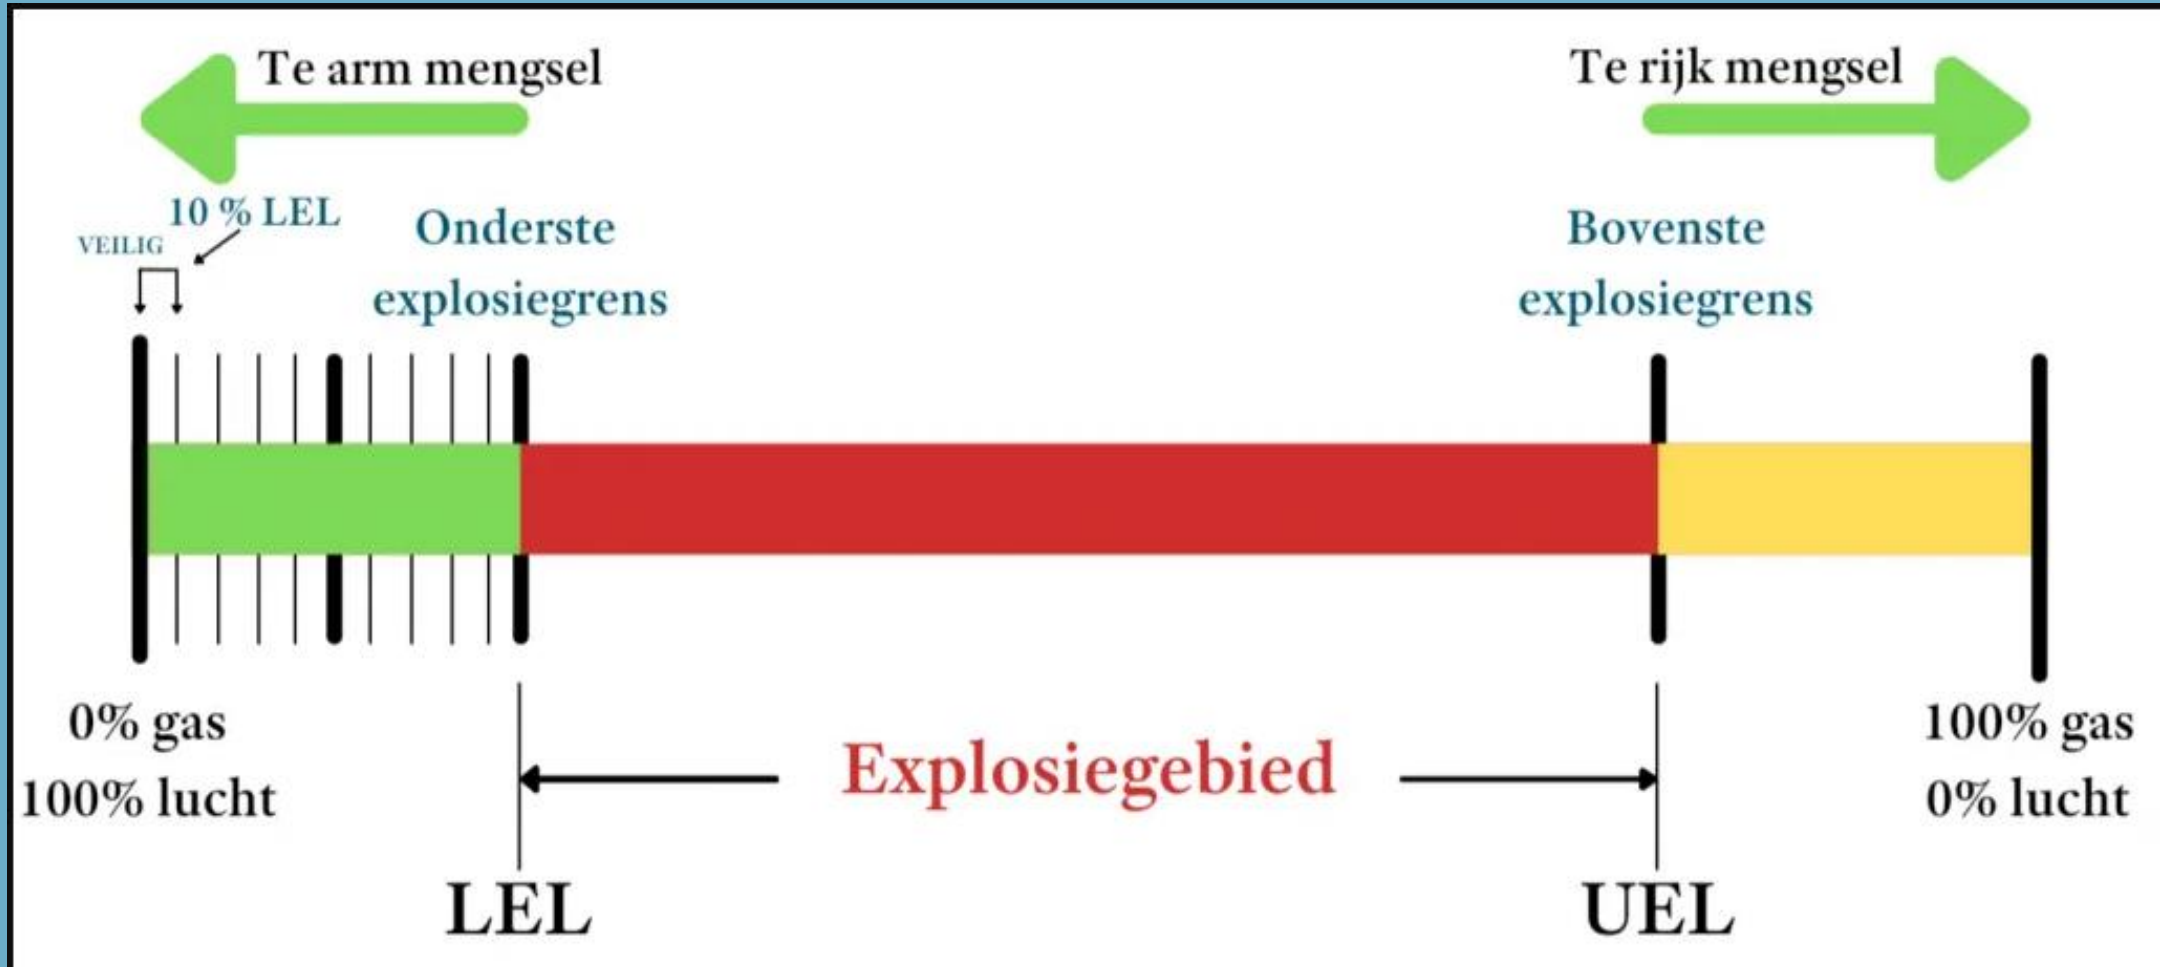 Te arm mengsel
Te rijk mengsel
10 % LEL
VEILIG
Onderste
explosiegrens
Bovenste
explosiegrens
0% gas
100% lucht
Explosiegebied
100% gas
0% lucht
LEL
UEL